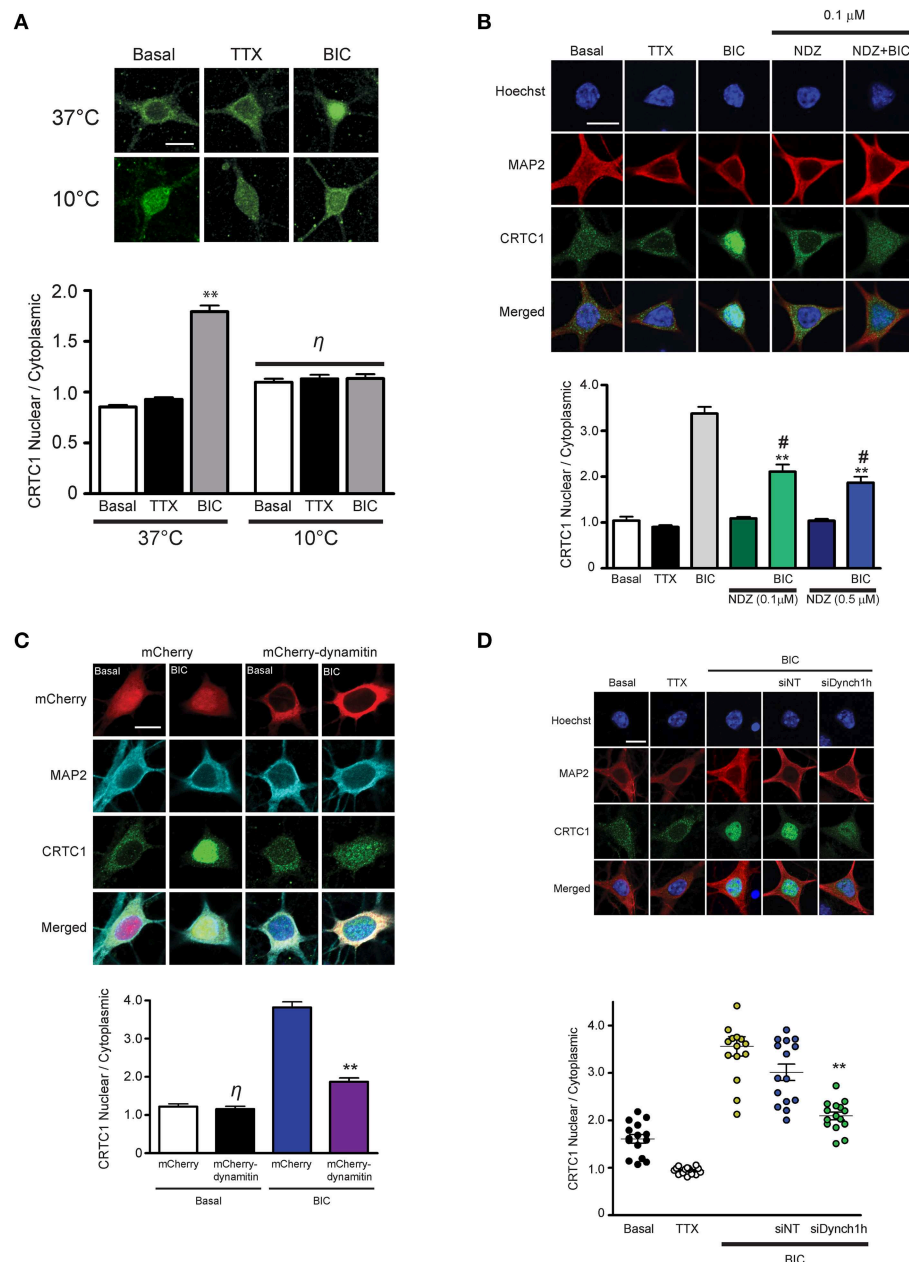 A
Basal TTX BIC
37°C
10°C
CRTC1 Nuclear / Cytoplasmic
2.0
1.5
1.0
0.5
0
**
η
Basal TTX BIC Basal TTX BIC
37°C 10°C
B
0.1 μM
Basal TTX BIC NDZ NDZ+BIC
Hoechst
MAP2
CRTC1
Merged
CRTC1 Nuclear / Cytoplasmic
4.0
3.0
2.0
1.0
0
# #
** **
Basal TTX BIC BIC BIC
NDZ (0.1μM) NDZ (0.5 μM)
C
mCherry mCherry-dynamitin
Basal BIC Basal BIC
mCherry
MAP2
CRTC1
Merged
CRTC1 Nuclear / Cytoplasmic
4.0
3.0
2.0
1.0
0
η
**
mCherry mCherry-dynamitin mCherry mCherry-dynamitin
Basal BIC
D
BIC
Basal TTX siNT siDynch1h
Hoechst
MAP2
CRTC1
Merged
CRTC1 Nuclear / Cytoplasmic
4.0
3.0
2.0
1.0
0
**
Basal TTX siNT siDynch1h
BIC